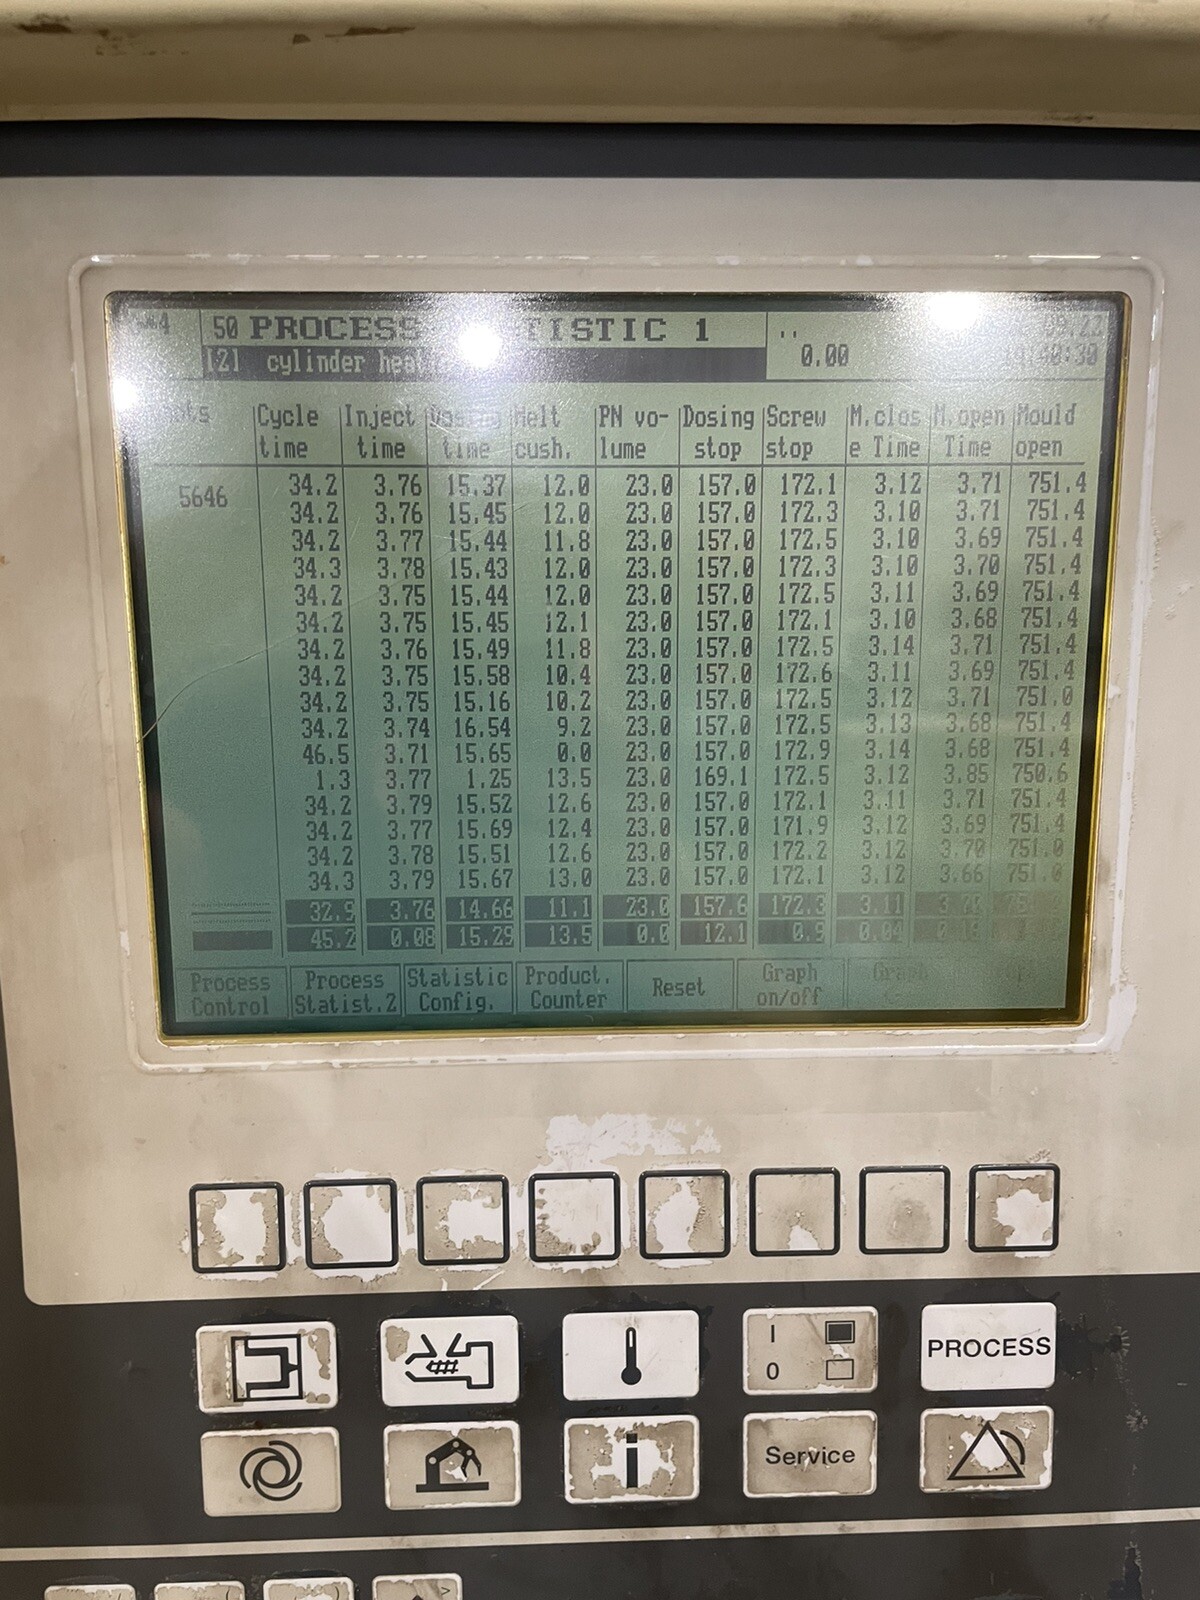 50 PROCESS TISTIC 1
0.00
[2] cylinder hea
Cycle time Inject time time Melt cush. PN vo-lume Dosing stop Screw stop M.close Time M.open Time Mould open
5646 34.2 3.76 15.37 12.0 23.0 157.0 172.1 3.12 3.71 751.4
34.2 3.76 15.45 12.0 23.0 157.0 172.3 3.10 3.71 751.4
34.2 3.77 15.44 11.8 23.0 157.0 172.5 3.10 3.69 751.4
34.3 3.78 15.43 12.0 23.0 157.0 172.3 3.10 3.70 751.4
34.2 3.75 15.44 12.0 23.0 157.0 172.5 3.11 3.69 751.4
34.2 3.75 15.45 12.1 23.0 157.0 172.1 3.10 3.68 751.4
34.2 3.76 15.49 11.8 23.0 157.0 172.5 3.14 3.71 751.4
34.2 3.75 15.58 10.4 23.0 157.0 172.6 3.11 3.69 751.4
34.2 3.75 15.16 10.2 23.0 157.0 172.5 3.12 3.71 751.0
34.2 3.74 16.54 9.2 23.0 157.0 172.5 3.13 3.68 751.4
46.5 3.71 15.65 0.0 23.0 157.0 172.9 3.14 3.68 751.4
1.3 3.77 1.25 13.5 23.0 169.1 172.5 3.12 3.85 750.6
34.2 3.79 15.52 12.6 23.0 157.0 172.1 3.11 3.71 751.4
34.2 3.77 15.69 12.4 23.0 157.0 171.9 3.12 3.69 751.4
34.2 3.78 15.51 12.6 23.0 157.0 172.2 3.12 3.70 751.0
34.3 3.79 15.67 13.0 23.0 157.0 172.1 3.12 3.66 751.0
32.9 3.76 14.66 11.1 23.0 157.6 172.3 3.11
45.2 0.08 15.29 13.5 0.0 12.1 0.9 0.04
Process Control Process Statist.2 Statistic Config. Product. Counter Reset Graph on/off
I
0
PROCESS
i
Service